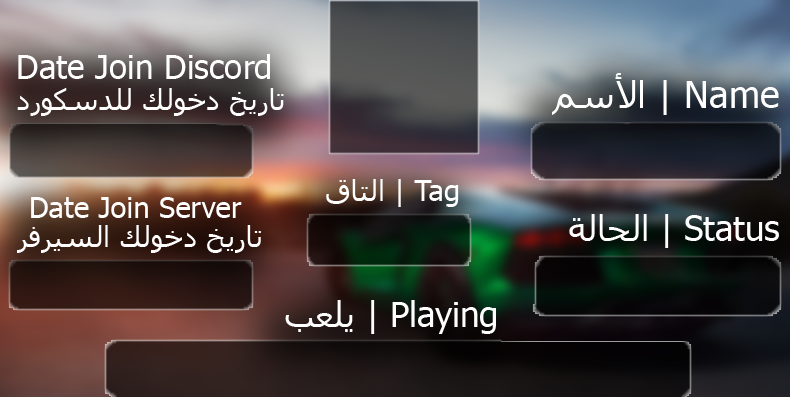 Date Join Discord
تاريخ دخولك للدسكورد
الأسم | Name
التاق | Tag
Date Join Server
تاريخ دخولك السيرفر
الحالة | Status
يلعب | Playing